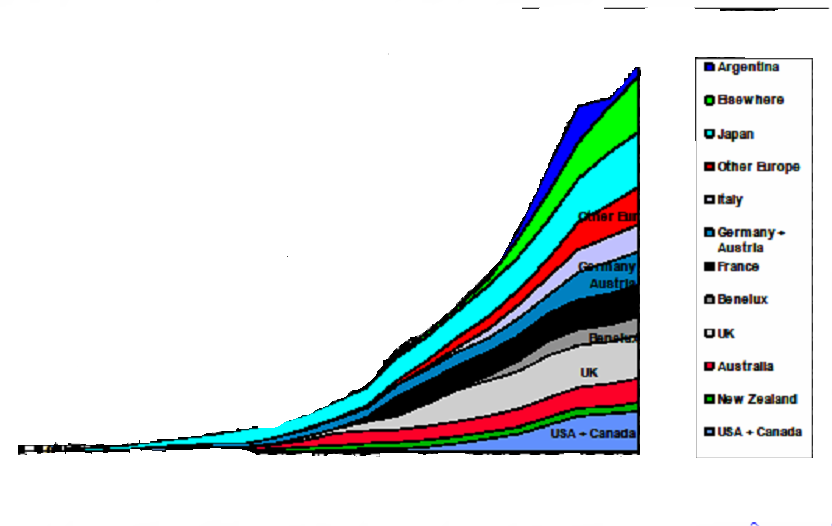 Argentina
Elsewhere
Japan
Other Europe
Italy
Germany +
Austria
France
Benelux
UK
Australia
New Zealand
USA + Canada
Other Eur
Germany
Austria
Benelux
UK
USA + Canada